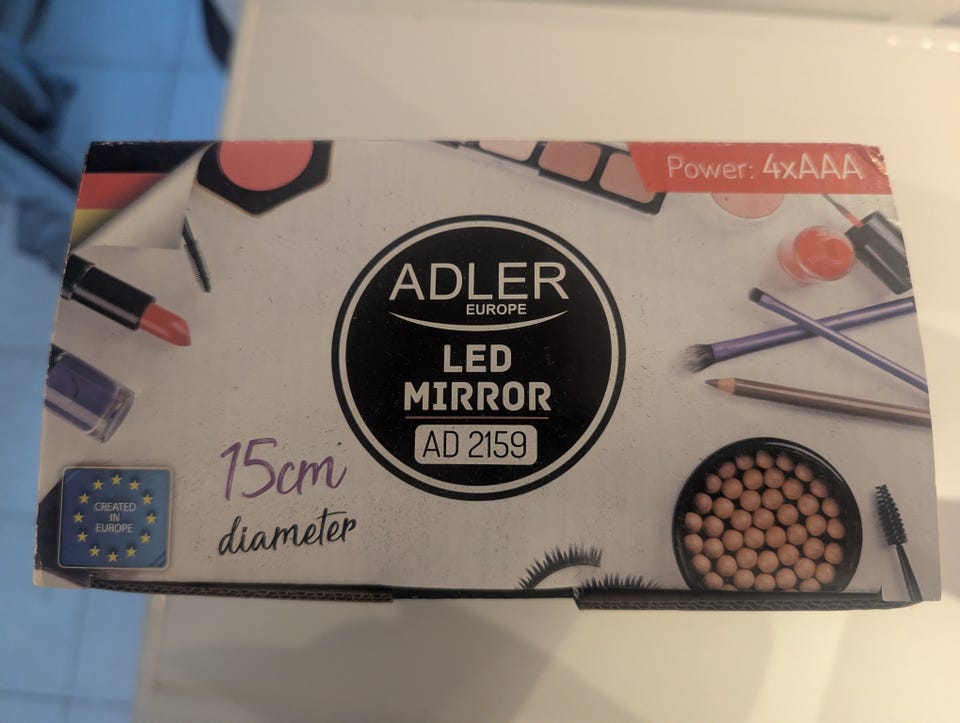 Power: 4xAAA
ADLER
EUROPE
LED
MIRROR
AD 2159
15cm
diameter
CREATED
IN
EUROPE